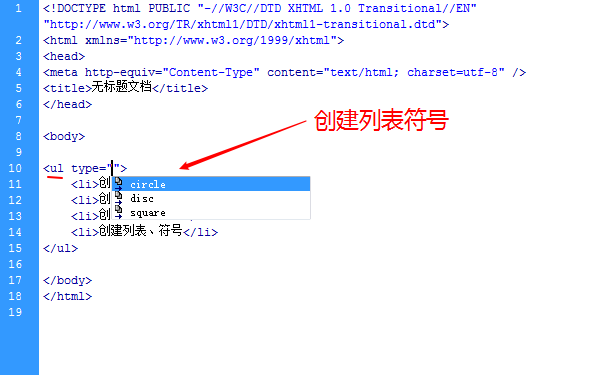 1 <!DOCTYPE html PUBLIC "-//W3C//DTD XHTML 1.0 Transitional//EN"
"http://www.w3.org/TR/xhtml1/DTD/xhtml1-transitional.dtd">
2 <html xmlns="http://www.w3.org/1999/xhtml">
3 <head>
4 <meta http-equiv="Content-Type" content="text/html; charset=utf-8" />
5 <title>无标题文档</title>
6 </head>
7
创建列表符号
8 <body>
9
10 <ul type="">
11 <li>创 circle
12 <li>创 disc
13 <li>创 square
14 <li>创建列表、符号</li>
15 </ul>
16
17 </body>
18 </html>
19